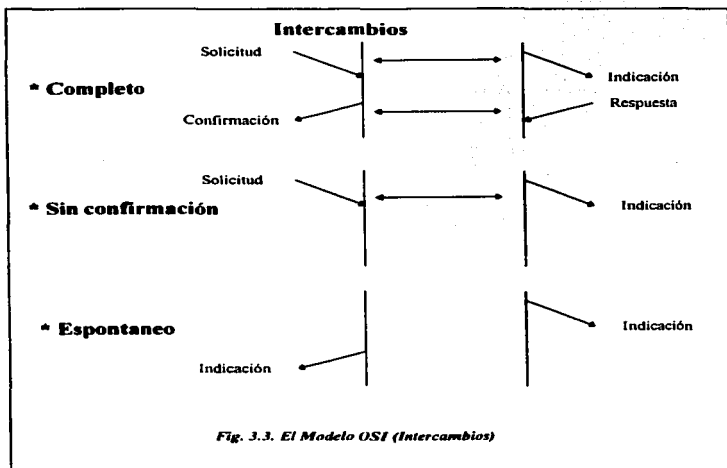 Intercambios
Solicitud
Indicación
* Completo
Respuesta
Confirmación
Solicitud
* Sin confirmación
Indicación
* Espontaneo
Indicación
Indicación
Fig. 3.3. El Modelo OSI (Intercambios)